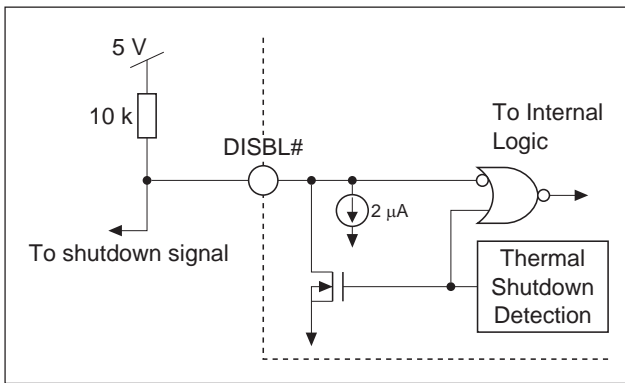 5 V
10 k
DISBL#
To shutdown signal
2 μA
To Internal
Logic
Thermal
Shutdown
Detection